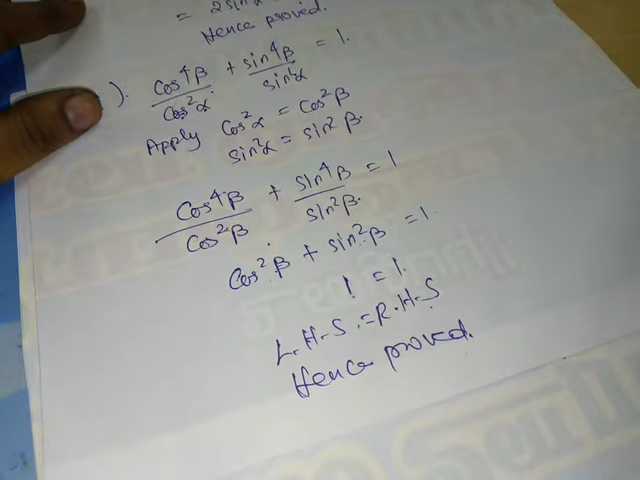 = 2sin
Hence proved.
). cos⁴β/cos²α + sin⁴β/sin²α = 1.
Apply cos²α = cos²β
sin²α = sin²β.
cos⁴β/cos²β + sin⁴β/sin²β. = 1
cos²β + sin²β = 1.
1 = 1.
L.H.S. = R.H.S
Hence proved.